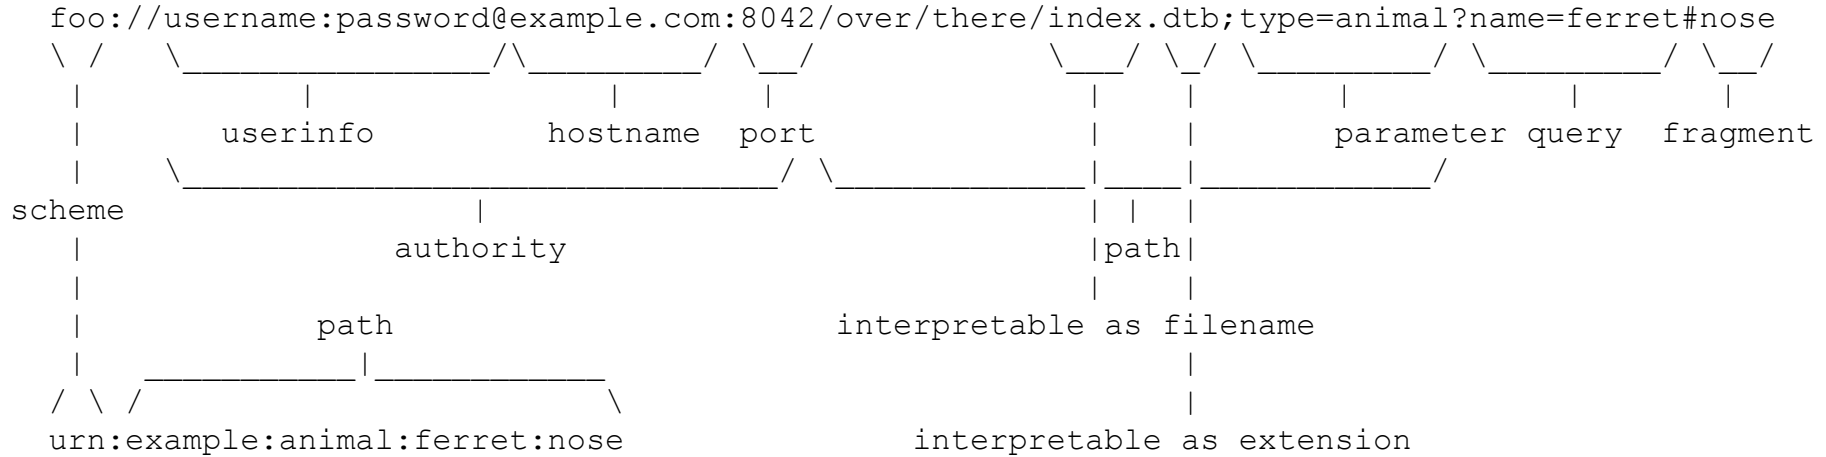 foo://username:password@example.com:8042/over/there/index.dtb;type=animal?name=ferret#nose
userinfo hostname port parameter query fragment
scheme
authority path
path interpretable as filename
urn:example:animal:ferret:nose interpretable as extension